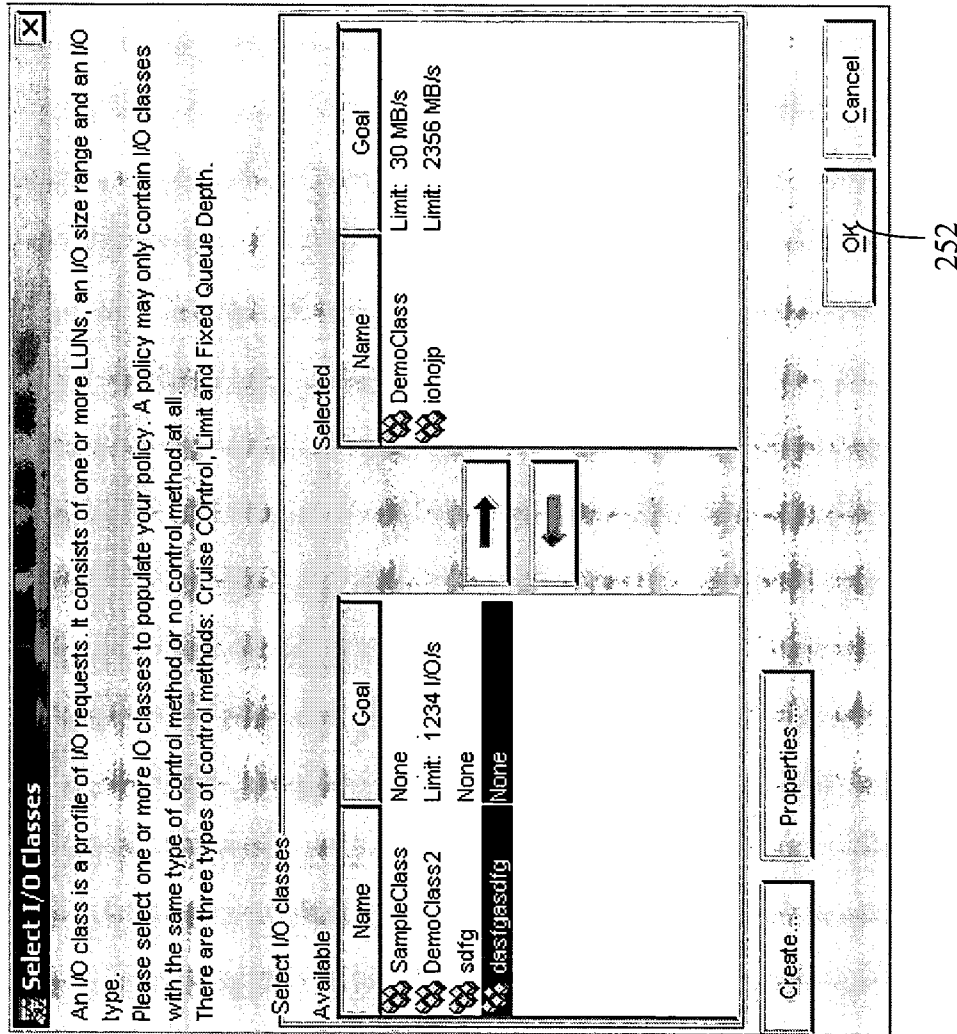 Select I/O Classes
An I/O class is a profile of I/O requests. It consists of one or more LUNs, an I/O size range and an I/O
type.
Please select one or more IO classes to populate your policy. A policy may only contain I/O classes
with the same type of control method or no control method at all.
There are three types of control methods: Cruise COntrol, Limit and Fixed Queue Depth.
Select I/O classes
Available
Name Goal
SampleClass None
DemoClass2 Limit: 1234 I/O/s
sdfg None
dasfgasdfg None
Selected
Name Goal
DemoClass Limit: 30 MB/s
iohojp Limit: 2356 MB/s
Create... Properties...
OK Cancel
252